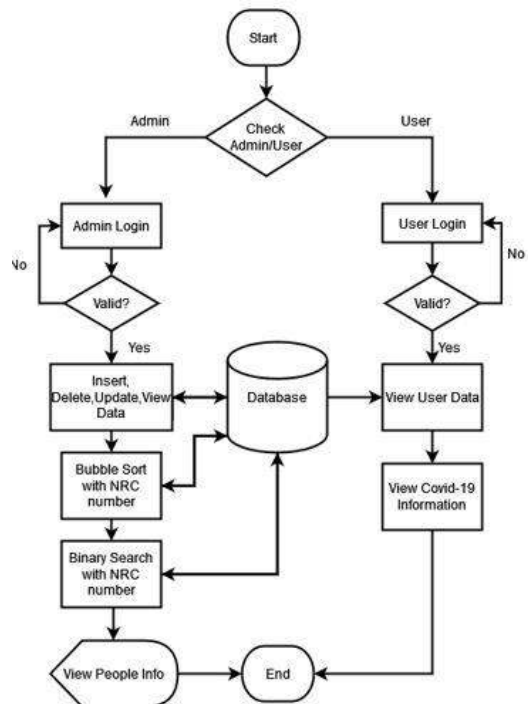 Start
Admin
Check
Admin/User
User
Admin Login
User Login
No
No
Valid?
Valid?
Yes
Yes
Insert,
Delete,Update,View
Data
Database
View User Data
Bubble Sort
with NRC
number
View Covid-19
Information
Binary Search
with NRC
number
View People Info
End